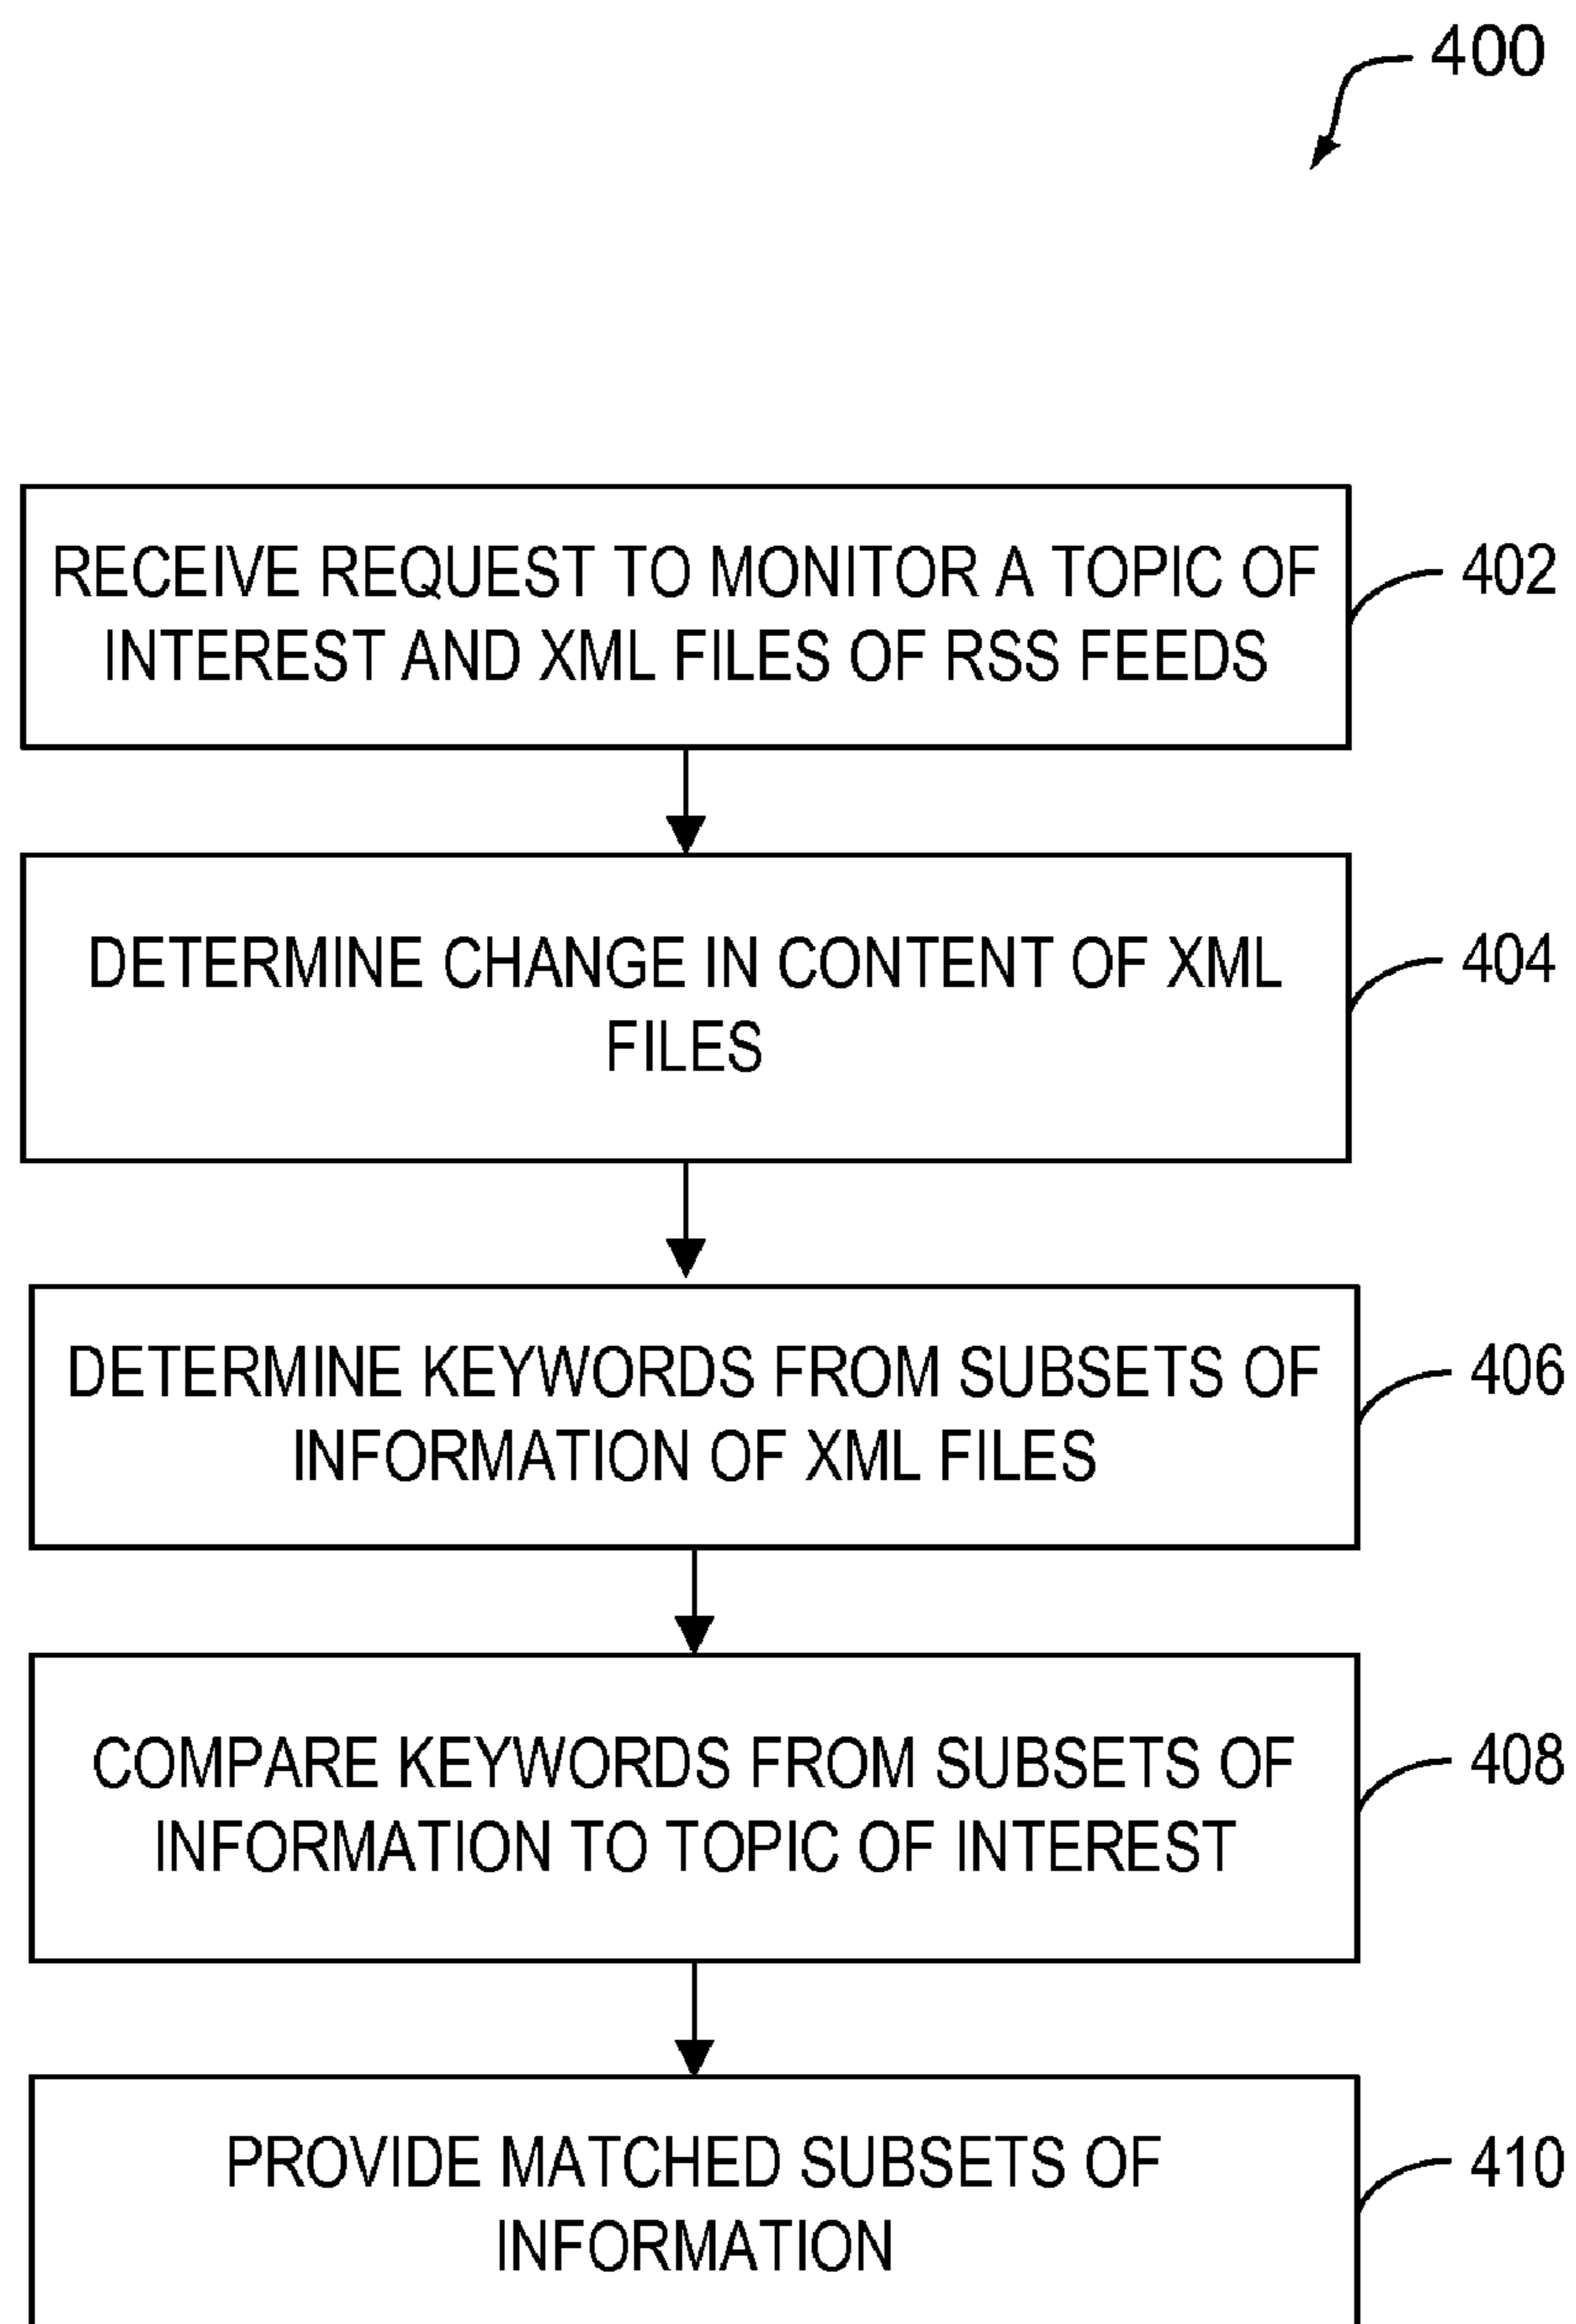 400
RECEIVE REQUEST TO MONITOR A TOPIC OF
INTEREST AND XML FILES OF RSS FEEDS
402
DETERMINE CHANGE IN CONTENT OF XML
FILES
404
DETERMINE KEYWORDS FROM SUBSETS OF
INFORMATION OF XML FILES
406
COMPARE KEYWORDS FROM SUBSETS OF
INFORMATION TO TOPIC OF INTEREST
408
PROVIDE MATCHED SUBSETS OF
INFORMATION
410